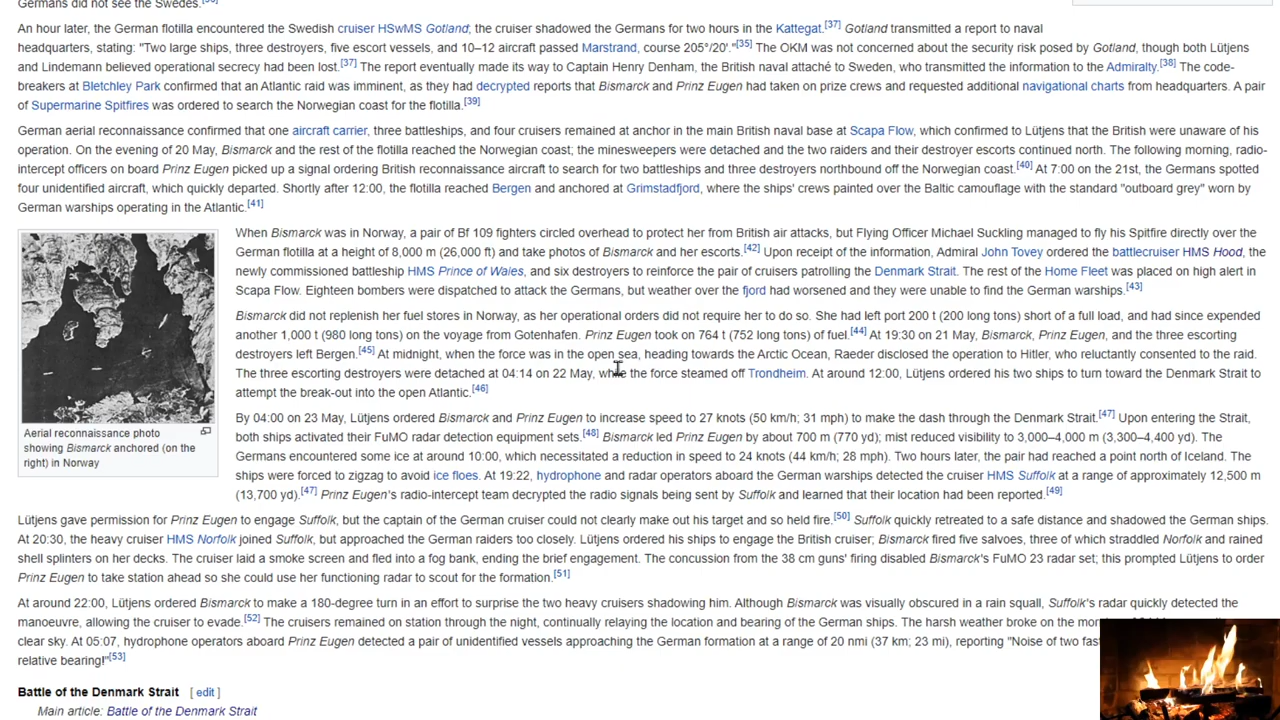 Germans did not see the Swedes.
An hour later, the German flotilla encountered the Swedish cruiser HSwMS Gotland; the cruiser shadowed the Germans for two hours in the Kattegat.[37] Gotland transmitted a report to naval
headquarters, stating: "Two large ships, three destroyers, five escort vessels, and 10–12 aircraft passed Marstrand, course 205°/20'."[35] The OKM was not concerned about the security risk posed by Gotland, though both Lütjens
and Lindemann believed operational secrecy had been lost.[37] The report eventually made its way to Captain Henry Denham, the British naval attaché to Sweden, who transmitted the information to the Admiralty.[38] The code-
breakers at Bletchley Park confirmed that an Atlantic raid was imminent, as they had decrypted reports that Bismarck and Prinz Eugen had taken on prize crews and requested additional navigational charts from headquarters. A pair
of Supermarine Spitfires was ordered to search the Norwegian coast for the flotilla.[39]
German aerial reconnaissance confirmed that one aircraft carrier, three battleships, and four cruisers remained at anchor in the main British naval base at Scapa Flow, which confirmed to Lütjens that the British were unaware of his
operation. On the evening of 20 May, Bismarck and the rest of the flotilla reached the Norwegian coast; the minesweepers were detached and the two raiders and their destroyer escorts continued north. The following morning, radio-
intercept officers on board Prinz Eugen picked up a signal ordering British reconnaissance aircraft to search for two battleships and three destroyers northbound off the Norwegian coast.[40] At 7:00 on the 21st, the Germans spotted
four unidentified aircraft, which quickly departed. Shortly after 12:00, the flotilla reached Bergen and anchored at Grimstadfjord, where the ships' crews painted over the Baltic camouflage with the standard "outboard grey" worn by
German warships operating in the Atlantic.[41]
When Bismarck was in Norway, a pair of Bf 109 fighters circled overhead to protect her from British air attacks, but Flying Officer Michael Suckling managed to fly his Spitfire directly over the
German flotilla at a height of 8,000 m (26,000 ft) and take photos of Bismarck and her escorts.[42] Upon receipt of the information, Admiral John Tovey ordered the battlecruiser HMS Hood, the
newly commissioned battleship HMS Prince of Wales, and six destroyers to reinforce the pair of cruisers patrolling the Denmark Strait. The rest of the Home Fleet was placed on high alert in
Scapa Flow. Eighteen bombers were dispatched to attack the Germans, but weather over the fjord had worsened and they were unable to find the German warships.[43]
Bismarck did not replenish her fuel stores in Norway, as her operational orders did not require her to do so. She had left port 200 t (200 long tons) short of a full load, and had since expended
another 1,000 t (980 long tons) on the voyage from Gotenhafen. Prinz Eugen took on 764 t (752 long tons) of fuel.[44] At 19:30 on 21 May, Bismarck, Prinz Eugen, and the three escorting
destroyers left Bergen.[45] At midnight, when the force was in the open sea, heading towards the Arctic Ocean, Raeder disclosed the operation to Hitler, who reluctantly consented to the raid.
The three escorting destroyers were detached at 04:14 on 22 May, while the force steamed off Trondheim. At around 12:00, Lütjens ordered his two ships to turn toward the Denmark Strait to
attempt the break-out into the open Atlantic.[46]
Aerial reconnaissance photo
showing Bismarck anchored (on the
right) in Norway
By 04:00 on 23 May, Lütjens ordered Bismarck and Prinz Eugen to increase speed to 27 knots (50 km/h; 31 mph) to make the dash through the Denmark Strait.[47] Upon entering the Strait,
both ships activated their FuMO radar detection equipment sets.[48] Bismarck led Prinz Eugen by about 700 m (770 yd); mist reduced visibility to 3,000–4,000 m (3,300–4,400 yd). The
Germans encountered some ice at around 10:00, which necessitated a reduction in speed to 24 knots (44 km/h; 28 mph). Two hours later, the pair had reached a point north of Iceland. The
ships were forced to zigzag to avoid ice floes. At 19:22, hydrophone and radar operators aboard the German warships detected the cruiser HMS Suffolk at a range of approximately 12,500 m
(13,700 yd).[47] Prinz Eugen's radio-intercept team decrypted the radio signals being sent by Suffolk and learned that their location had been reported.[49]
Lütjens gave permission for Prinz Eugen to engage Suffolk, but the captain of the German cruiser could not clearly make out his target and so held fire.[50] Suffolk quickly retreated to a safe distance and shadowed the German ships.
At 20:30, the heavy cruiser HMS Norfolk joined Suffolk, but approached the German raiders too closely. Lütjens ordered his ships to engage the British cruiser; Bismarck fired five salvoes, three of which straddled Norfolk and rained
shell splinters on her decks. The cruiser laid a smoke screen and fled into a fog bank, ending the brief engagement. The concussion from the 38 cm guns' firing disabled Bismarck's FuMO 23 radar set; this prompted Lütjens to order
Prinz Eugen to take station ahead so she could use her functioning radar to scout for the formation.[51]
At around 22:00, Lütjens ordered Bismarck to make a 180-degree turn in an effort to surprise the two heavy cruisers shadowing him. Although Bismarck was visually obscured in a rain squall, Suffolk's radar quickly detected the
manoeuvre, allowing the cruiser to evade.[52] The cruisers remained on station through the night, continually relaying the location and bearing of the German ships. The harsh weather broke on the
clear sky. At 05:07, hydrophone operators aboard Prinz Eugen detected a pair of unidentified vessels approaching the German formation at a range of 20 nmi (37 km; 23 mi), reporting "Noise of two
relative bearing!"[53]
Battle of the Denmark Strait [ edit ]
Main article: Battle of the Denmark Strait